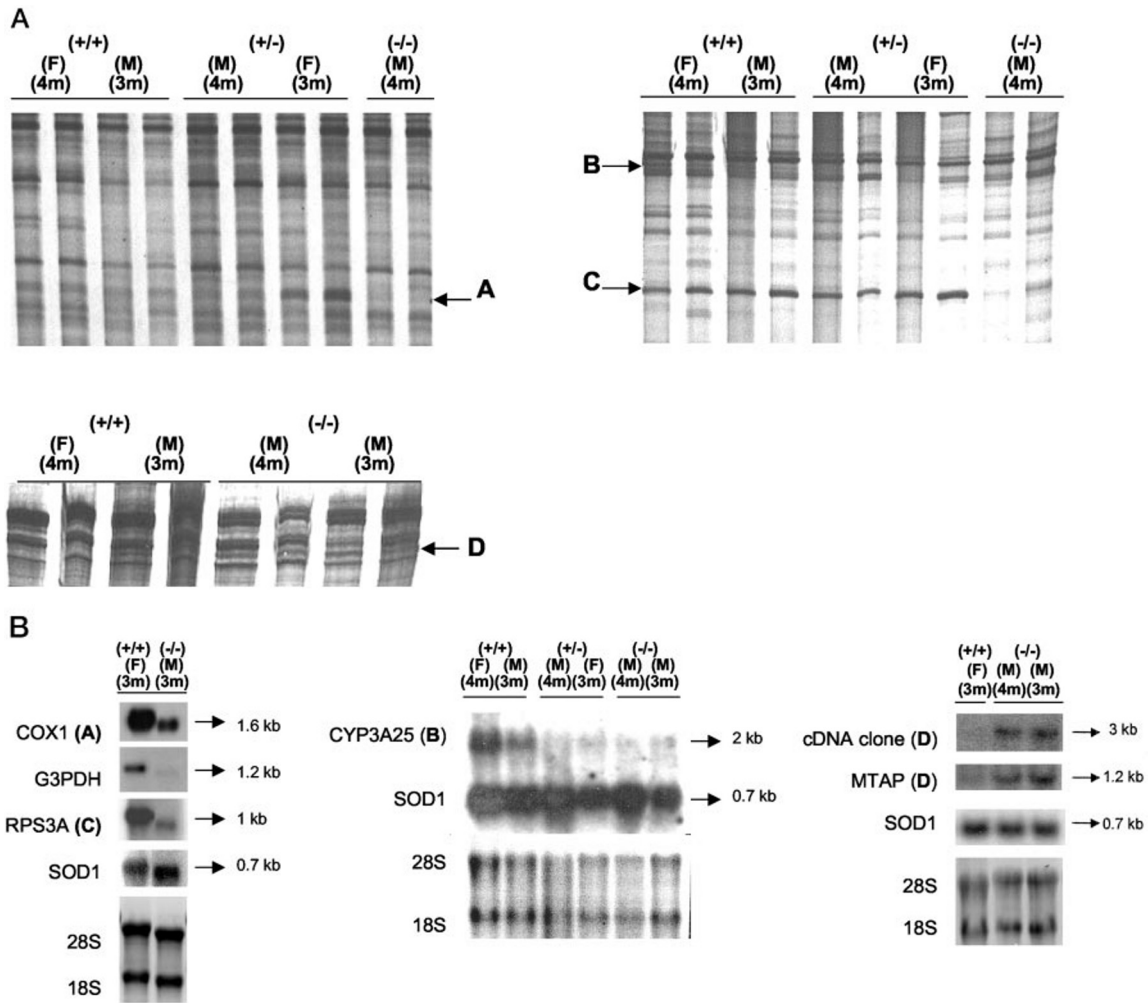 A
(+/+) (+/-) (-/-)
(F) (M) (M) (F) (M)
(4m) (3m) (4m) (3m) (4m)
A
(+/+) (+/-) (-/-)
(F) (M) (M) (F) (M)
(4m) (3m) (4m) (3m) (4m)
B
C
(+/+) (-/-)
(F) (M) (M) (M)
(4m) (3m) (4m) (3m)
D
B
(+/+) (-/-)
(F) (M)
(3m) (3m)
COX1 (A) 1.6 kb
G3PDH 1.2 kb
RPS3A (C) 1 kb
SOD1 0.7 kb
28S
18S
(+/+) (+/-) (-/-)
(F) (M) (M) (F) (M) (M)
(4m)(3m) (4m)(3m) (4m)(3m)
CYP3A25 (B) 2 kb
SOD1 0.7 kb
28S
18S
(+/+) (-/-)
(F) (M) (M)
(3m) (4m) (3m)
cDNA clone (D) 3 kb
MTAP (D) 1.2 kb
SOD1 0.7 kb
28S
18S